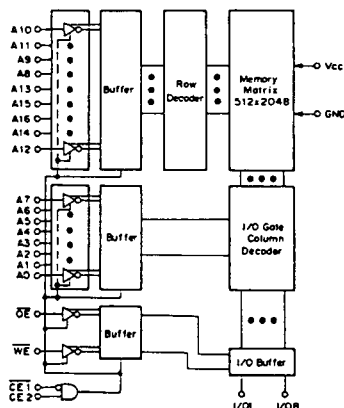 A10
A11
A9
A8
A13
A15
A16
A14
A12
Buffer
Row
Decoder
Memory
Matrix
512x2048
Vcc
GND
A7
A6
A5
A4
A3
A2
A1
A0
Buffer
I/O Gate
Column
Decoder
OE
WE
Buffer
I/O Buffer
CE1
CE2
I/O1
I/O8